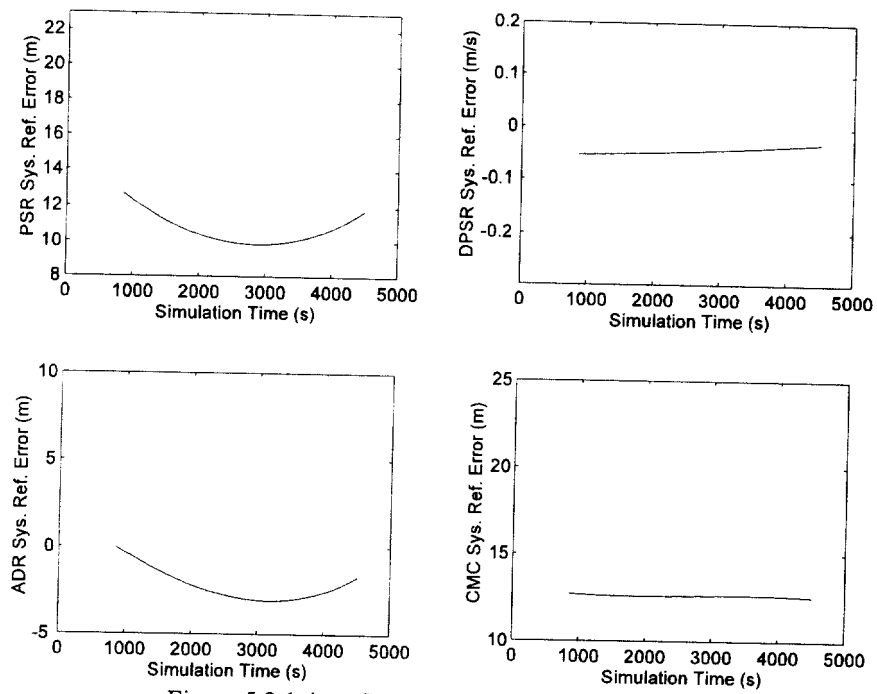 PSR Sys. Ref. Error (m)
22
20
18
16
14
12
10
8
0 1000 2000 3000 4000 5000
Simulation Time (s)
DPSR Sys. Ref. Error (m/s)
0.2
0.1
0
-0.1
-0.2
0 1000 2000 3000 4000 5000
Simulation Time (s)
ADR Sys. Ref. Error (m)
10
5
0
-5
0 1000 2000 3000 4000 5000
Simulation Time (s)
CMC Sys. Ref. Error (m)
25
20
15
10
0 1000 2000 3000 4000 5000
Simulation Time (s)